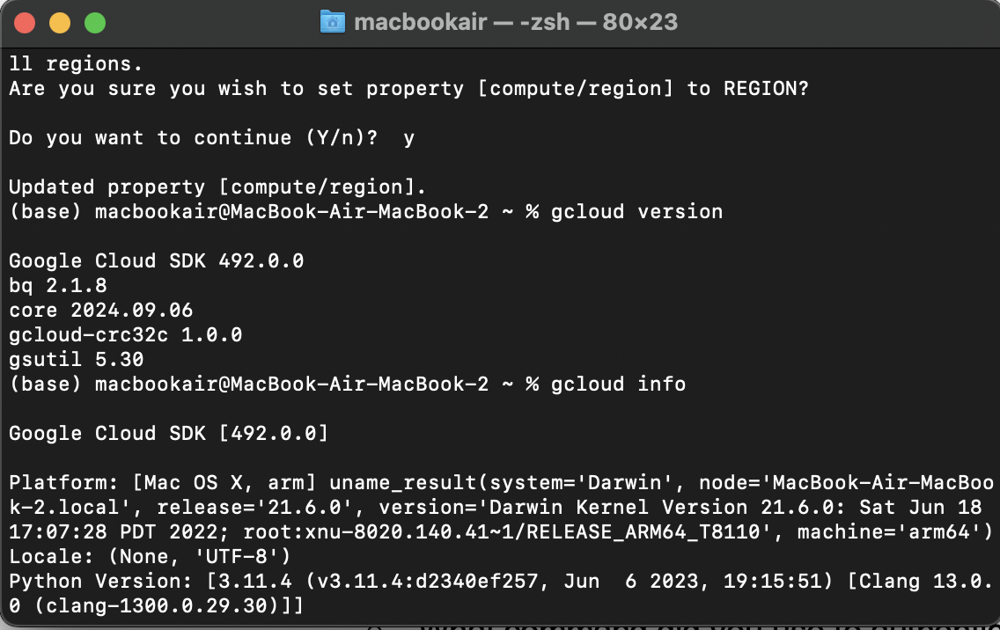 macbookair — -zsh — 80×23
ll regions.
Are you sure you wish to set property [compute/region] to REGION?
Do you want to continue (Y/n)?  y
Updated property [compute/region].
(base) macbookair@MacBook-Air-MacBook-2 ~ % gcloud version
Google Cloud SDK 492.0.0
bq 2.1.8
core 2024.09.06
gcloud-crc32c 1.0.0
gsutil 5.30
(base) macbookair@MacBook-Air-MacBook-2 ~ % gcloud info
Google Cloud SDK [492.0.0]
Platform: [Mac OS X, arm] uname_result(system='Darwin', node='MacBook-Air-MacBoo
k-2.local', release='21.6.0', version='Darwin Kernel Version 21.6.0: Sat Jun 18
17:07:28 PDT 2022; root:xnu-8020.140.41~1/RELEASE_ARM64_T8110', machine='arm64')
Locale: (None, 'UTF-8')
Python Version: [3.11.4 (v3.11.4:d2340ef257, Jun  6 2023, 19:15:51) [Clang 13.0.
0 (clang-1300.0.29.30)]]